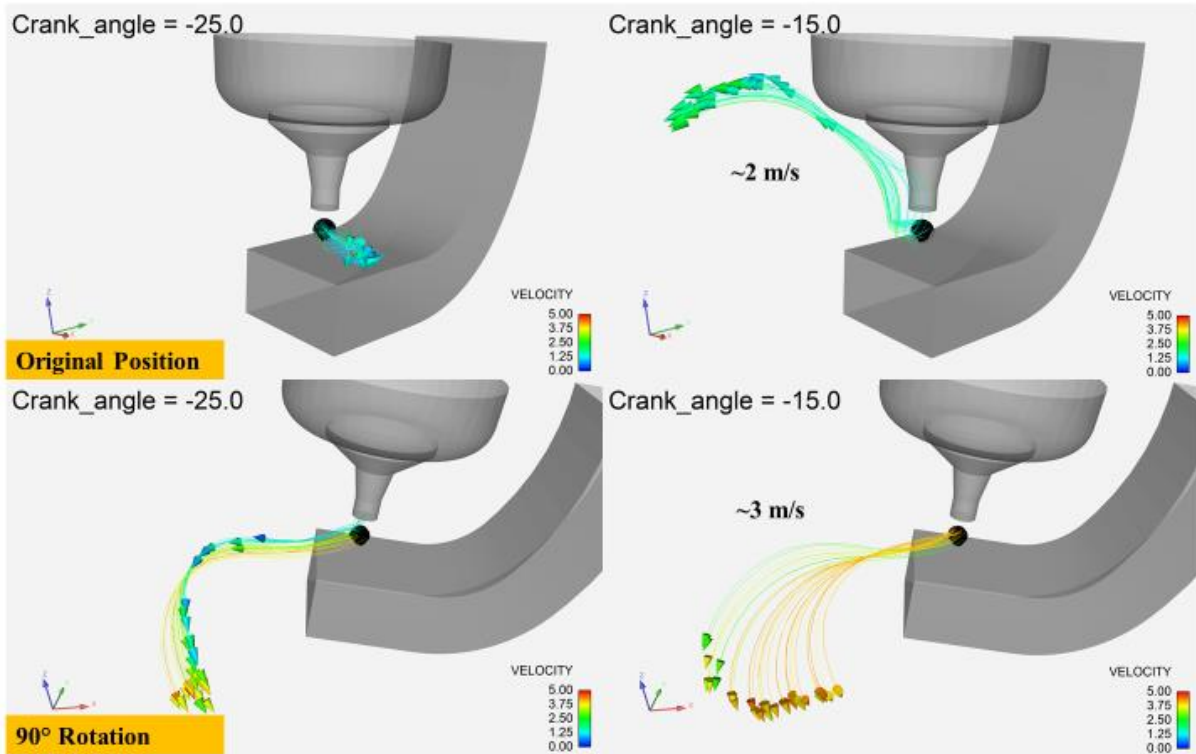 Crank_angle = -25.0
VELOCITY
5.00
3.75
2.50
1.25
0.00
Original Position
Crank_angle = -15.0
~2 m/s
VELOCITY
5.00
3.75
2.50
1.25
0.00
Crank_angle = -25.0
VELOCITY
5.00
3.75
2.50
1.25
0.00
90° Rotation
Crank_angle = -15.0
~3 m/s
VELOCITY
5.00
3.75
2.50
1.25
0.00